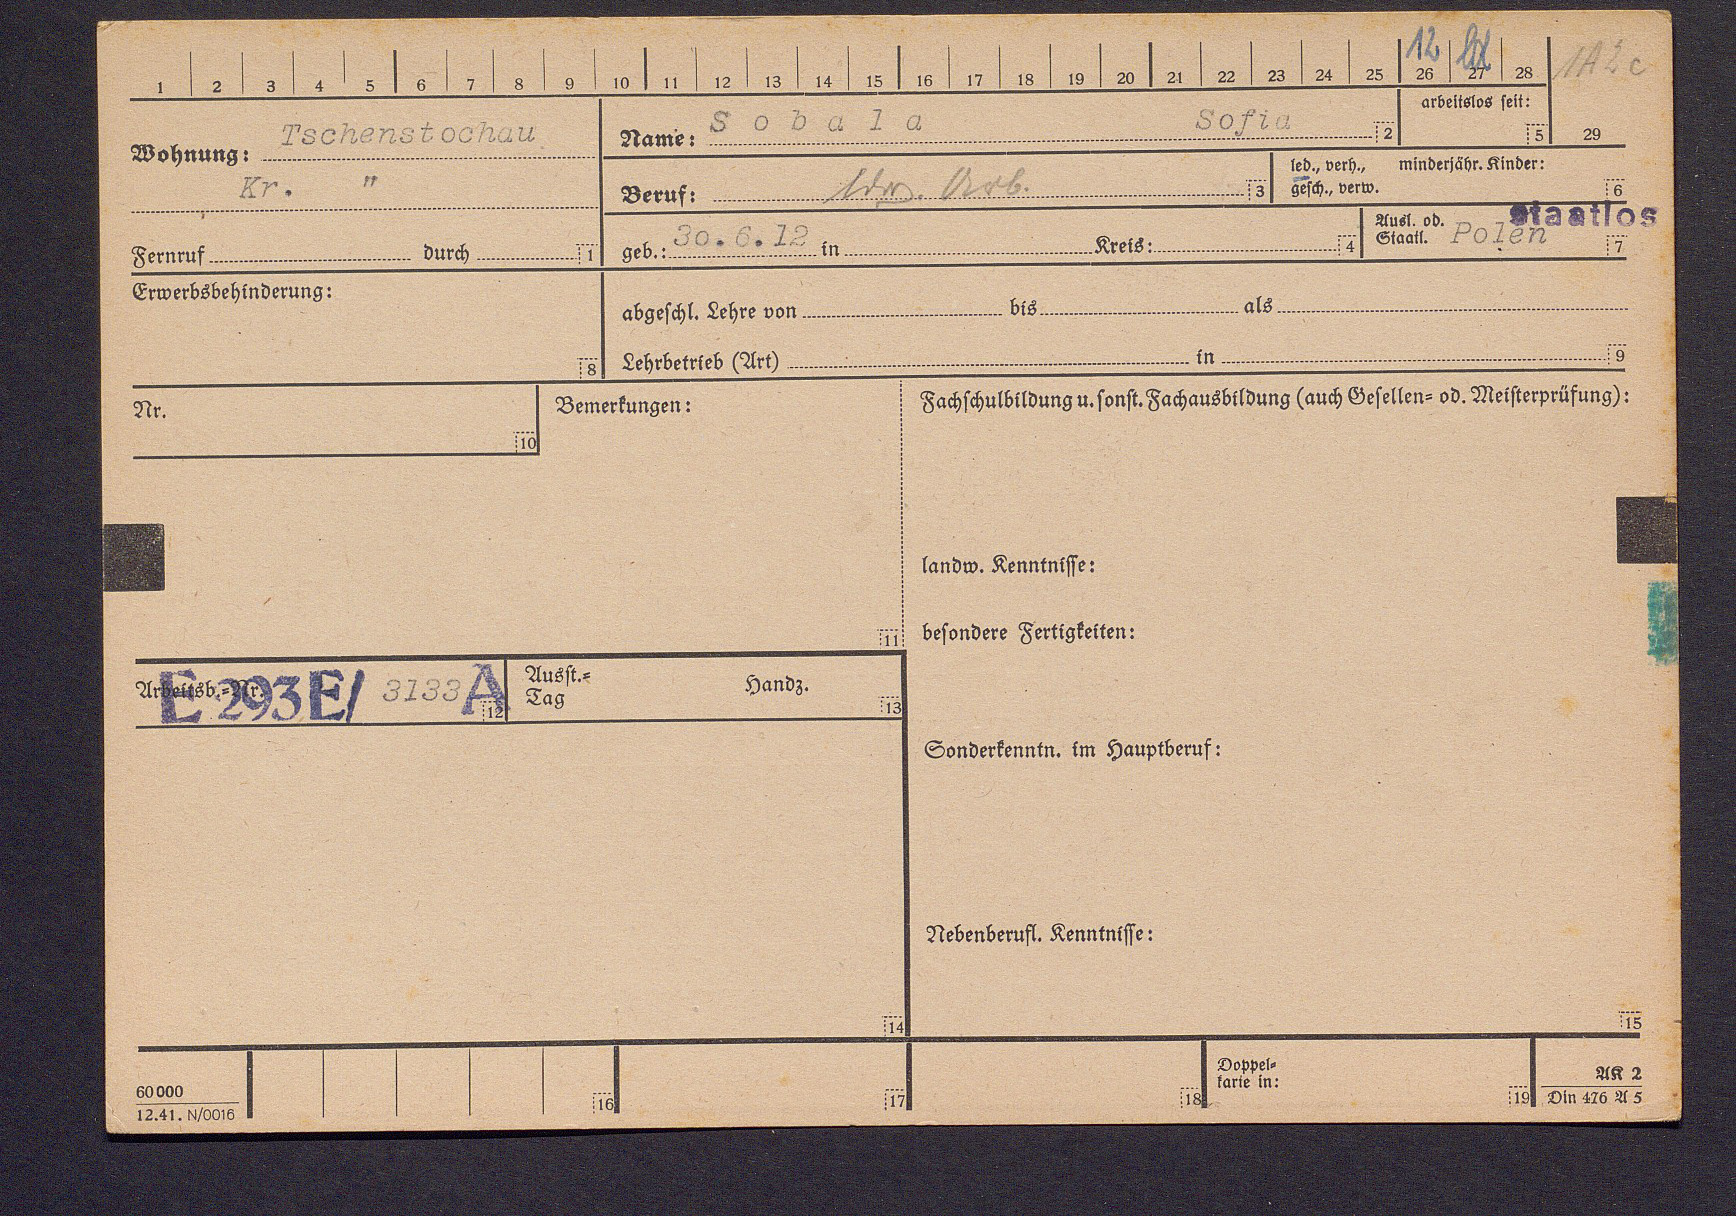 12
1 2 3 4 5 6 7 8 9 10 11 12 13 14 15 16 17 18 19 20 21 22 23 24 25 26 27 28
1A2c
29
Wohnung: Tschenstochau
Kr. "
Fernruf durch 1
Name: Sobala Sofia 2
arbeitslos seit: 5
Beruf: ldw. Arb. 3
led., verh., minderjähr. Kinder:
gesch., verw. 6
geb.: 30.6.12 in Kreis: 4
Ausl. od. staatlos
Staatl. Polen 7
Erwerbsbehinderung:
8
abgeschl. Lehre von bis als
Lehrbetrieb (Art) in 9
Nr.
10
Bemerkungen:
11
Fachschulbildung u. sonst. Fachausbildung (auch Gesellen= od. Meisterprüfung):
landw. Kenntnisse:
besondere Fertigkeiten:
Arbeitsb.=Nr. E 293E/ 3133 A 12
Ausst.=
Tag Handz. 13
Sonderkenntn. im Hauptberuf:
Nebenberufl. Kenntnisse:
14
15
60000
12.41. N/0016
16 17 18
Doppel=
karte in: 19
AK 2
Din 476 A 5